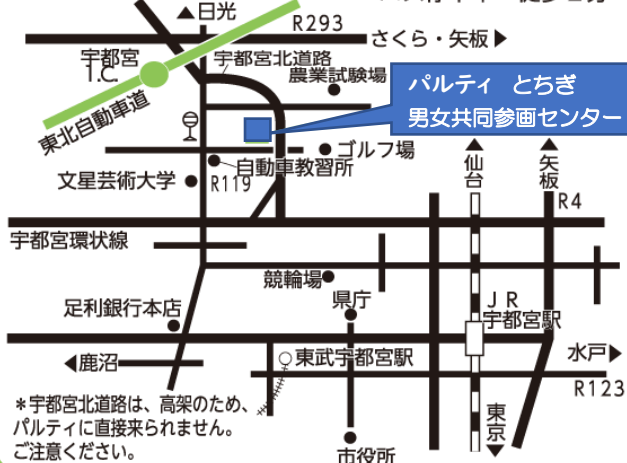 ▲日光
R293
さくら・矢板▶
宇都宮
I.C.
宇都宮北道路
農業試験場
パルティ とちぎ
男女共同参画センター
東北自動車道
ゴルフ場
自動車教習所
文星芸術大学
R119
▲仙台
▲矢板
R4
宇都宮環状線
競輪場
県庁
足利銀行本店
JR
宇都宮駅
◀鹿沼
東武宇都宮駅
水戸▶
R123
*宇都宮北道路は、高架のため、
パルティに直接来られません。
ご注意ください。
東京▼
市役所